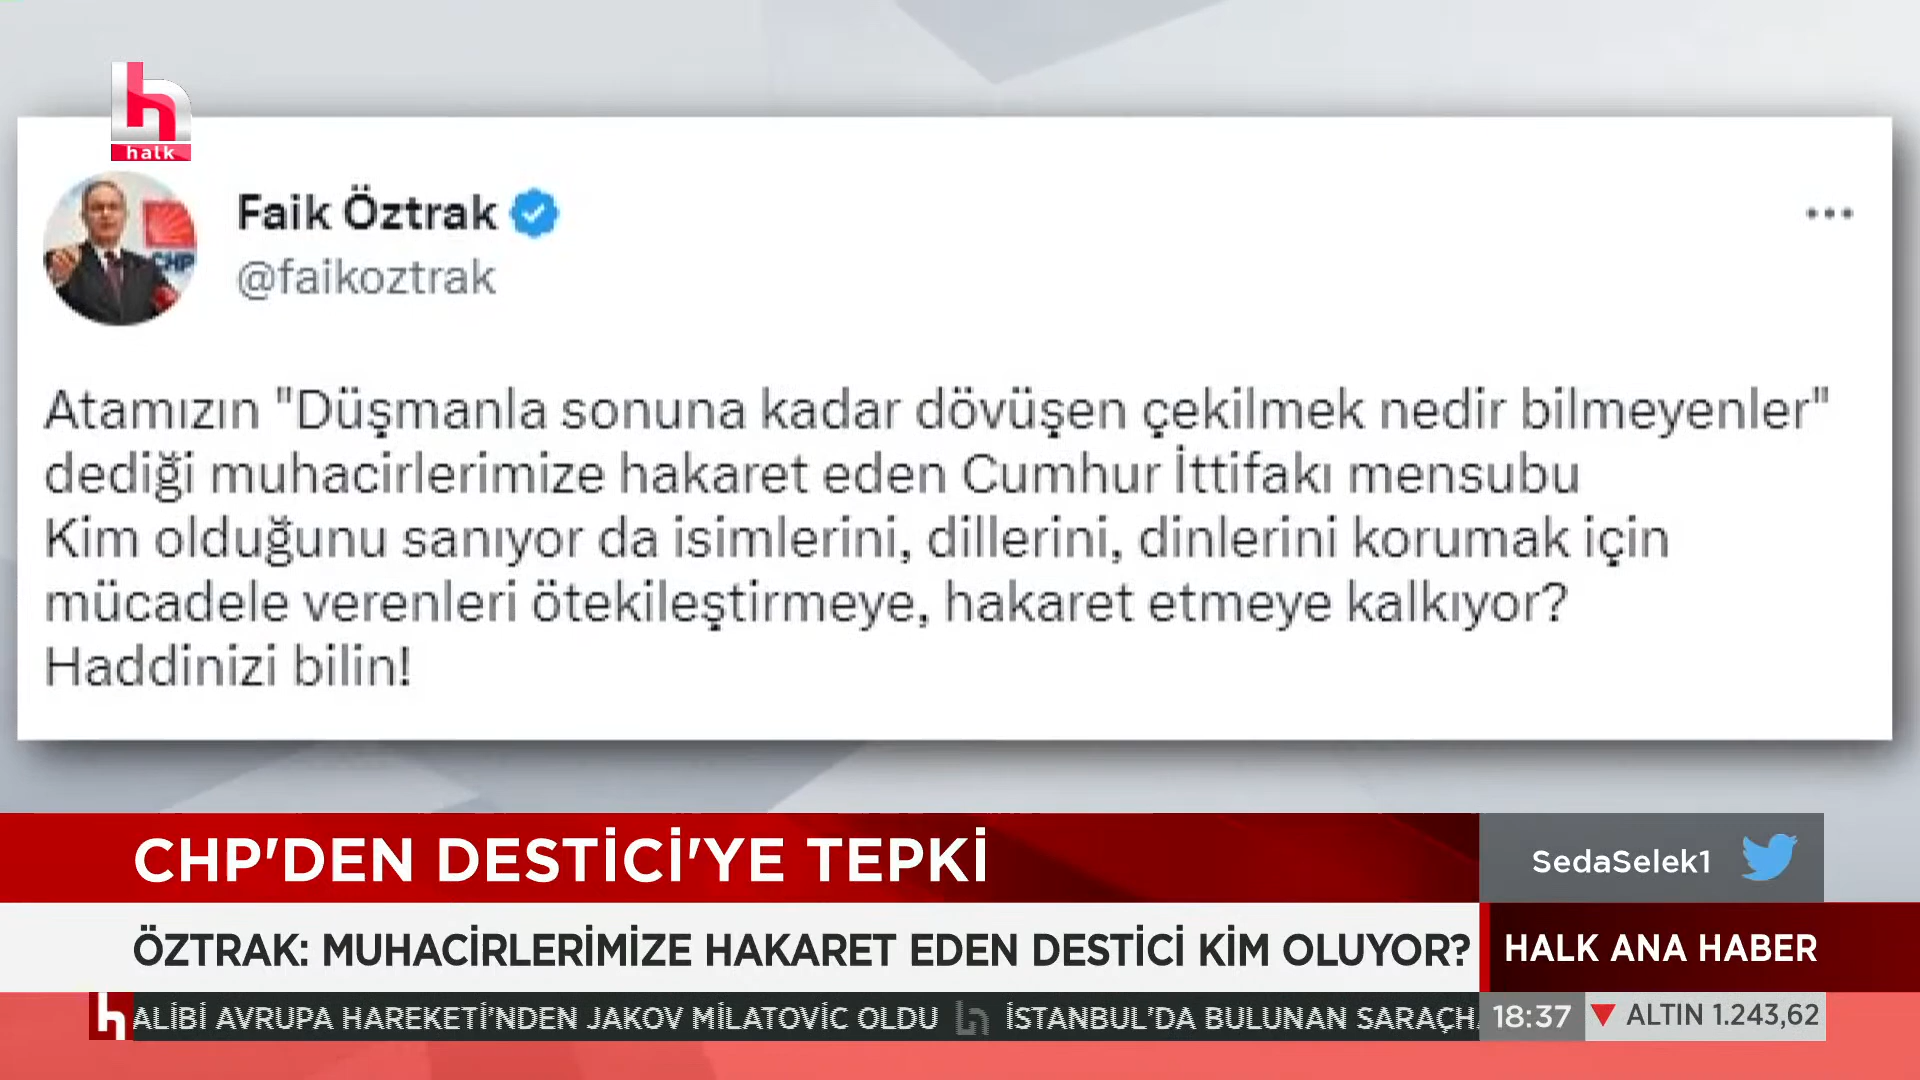 halk
Faik Öztrak
@faikoztrak
CHP
Atamızın "Düşmanla sonuna kadar dövüşen çekilmek nedir bilmeyenler"
dediği muhacirlerimize hakaret eden Cumhur İttifakı mensubu
Kim olduğunu sanıyor da isimlerini, dillerini, dinlerini korumak için
mücadele verenleri ötekileştirmeye, hakaret etmeye kalkıyor?
Haddinizi bilin!
CHP'DEN DESTİCİ'YE TEPKİ
SedaSelek1
ÖZTRAK: MUHACİRLERİMİZE HAKARET EDEN DESTİCİ KİM OLUYOR?
HALK ANA HABER
ALİBİ AVRUPA HAREKETİ'NDEN JAKOV MİLATOVİC OLDU İSTANBUL'DA BULUNAN SARAÇH
18:37 ALTIN 1.243,62